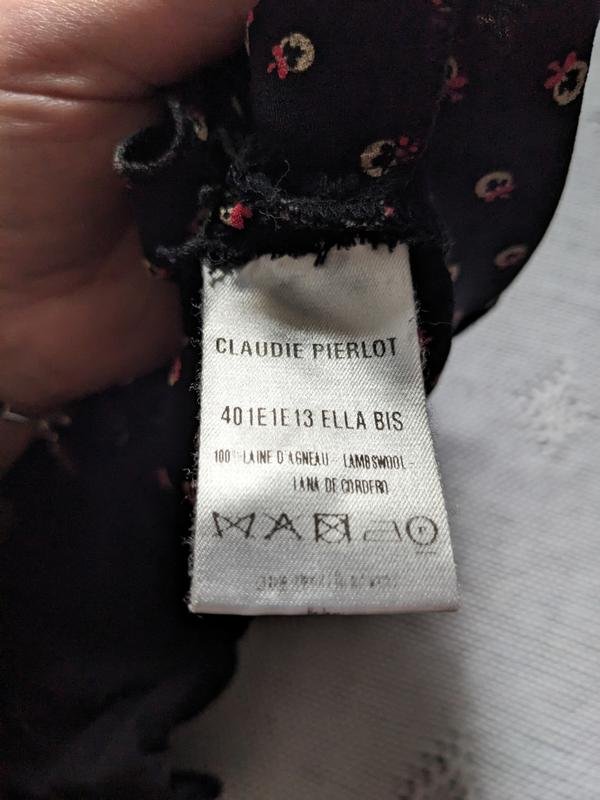 CLAUDIE PIERLOT
401E1E13 ELLA BIS
100 LAINE D'AGNEAU - LAMBSWOOL -
LANA DE CORDERO